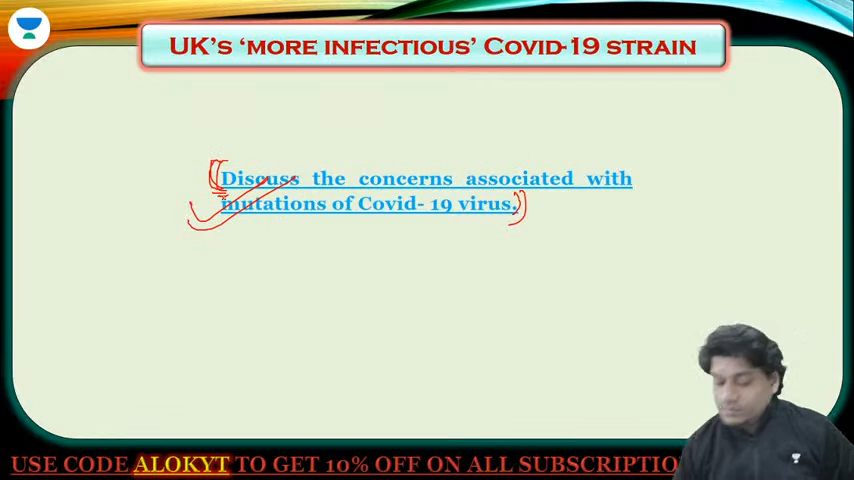 UK's 'more infectious' Covid-19 strain
Discuss the concerns associated with
mutations of Covid- 19 virus.
USE CODE ALOKYT TO GET 10% OFF ON ALL SUBSCRIPTIO